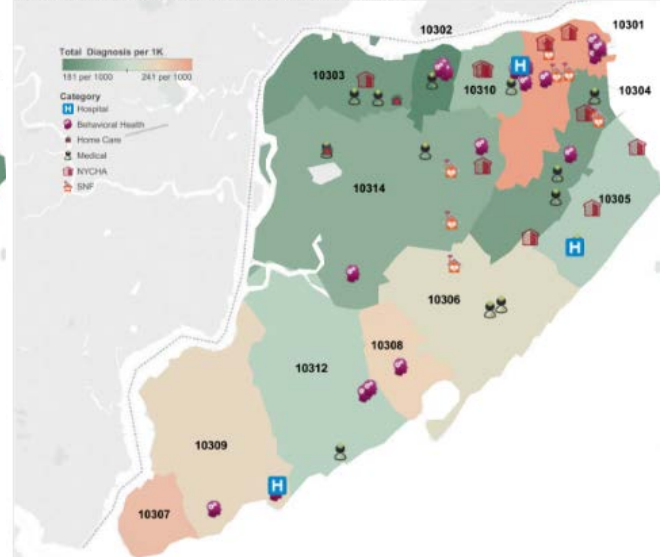 Total Diagnosis per 1K
181 per 1000 241 per 1000
Category
H Hospital
Behavioral Health
Home Care
Medical
NYCHA
SNF
10302
10301
10303
10310
10304
H
10314
10305
H
10306
10308
10312
10309
H
10307